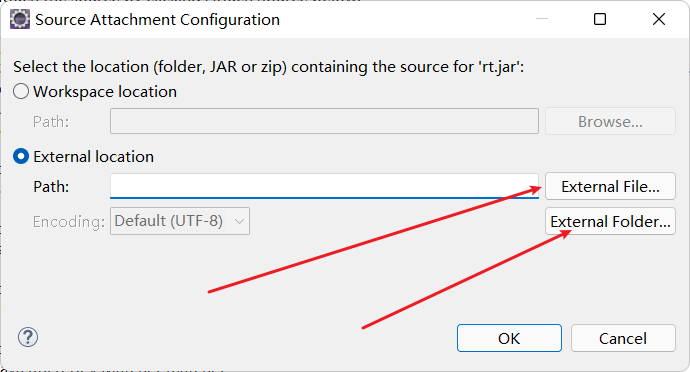 Source Attachment Configuration
Select the location (folder, JAR or zip) containing the source for 'rt.jar':
Workspace location
Path: Browse...
External location
Path: External File...
Encoding: Default (UTF-8) External Folder...
OK Cancel